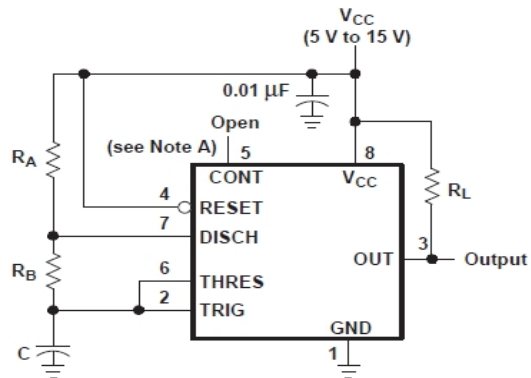 VCC
(5 V to 15 V)
0.01 µF
Open
(see Note A)
5
8
RA
CONT
VCC
RL
4
RESET
7
DISCH
3
OUT
Output
RB
6
THRES
2
TRIG
GND
C
1